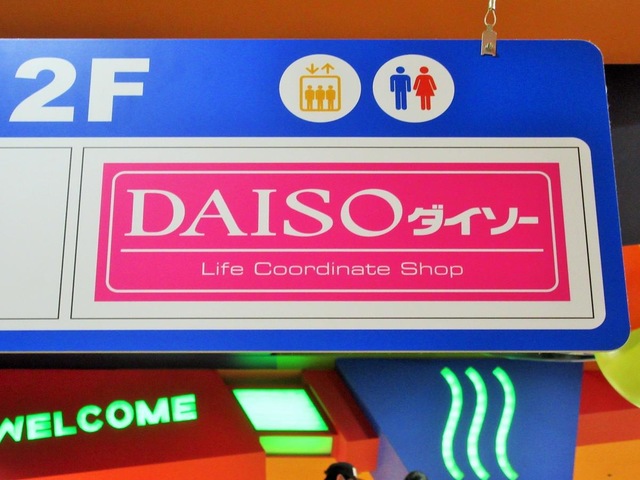 2F
DAISO ダイソー
Life Coordinate Shop
WELCOME